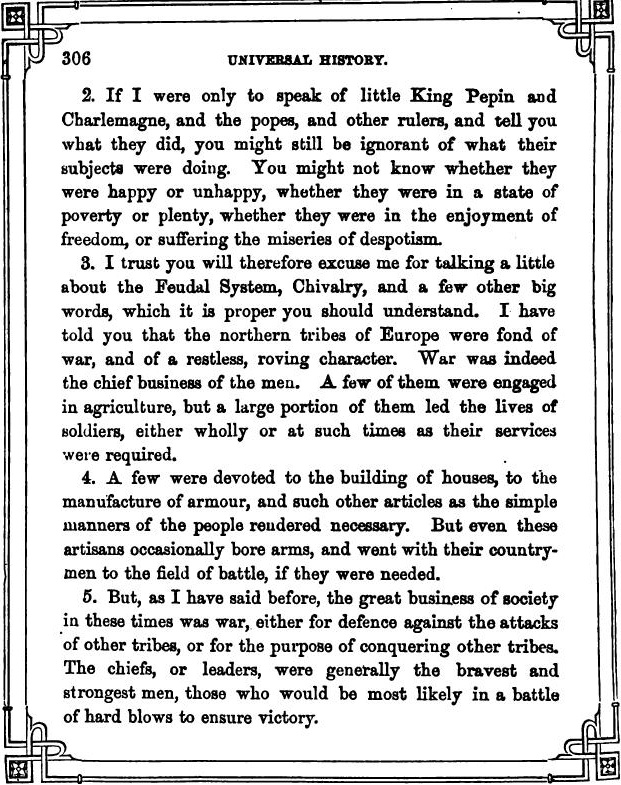 306 UNIVERSAL HISTORY.
2. If I were only to speak of little King Pepin and
Charlemagne, and the popes, and other rulers, and tell you
what they did, you might still be ignorant of what their
subjects were doing. You might not know whether they
were happy or unhappy, whether they were in a state of
poverty or plenty, whether they were in the enjoyment of
freedom, or suffering the miseries of despotism.
3. I trust you will therefore excuse me for talking a little
about the Feudal System, Chivalry, and a few other big
words, which it is proper you should understand. I have
told you that the northern tribes of Europe were fond of
war, and of a restless, roving character. War was indeed
the chief business of the men. A few of them were engaged
in agriculture, but a large portion of them led the lives of
soldiers, either wholly or at such times as their services
were required.
4. A few were devoted to the building of houses, to the
manufacture of armour, and such other articles as the simple
manners of the people rendered necessary. But even these
artisans occasionally bore arms, and went with their country-
men to the field of battle, if they were needed.
5. But, as I have said before, the great business of society
in these times was war, either for defence against the attacks
of other tribes, or for the purpose of conquering other tribes.
The chiefs, or leaders, were generally the bravest and
strongest men, those who would be most likely in a battle
of hard blows to ensure victory.